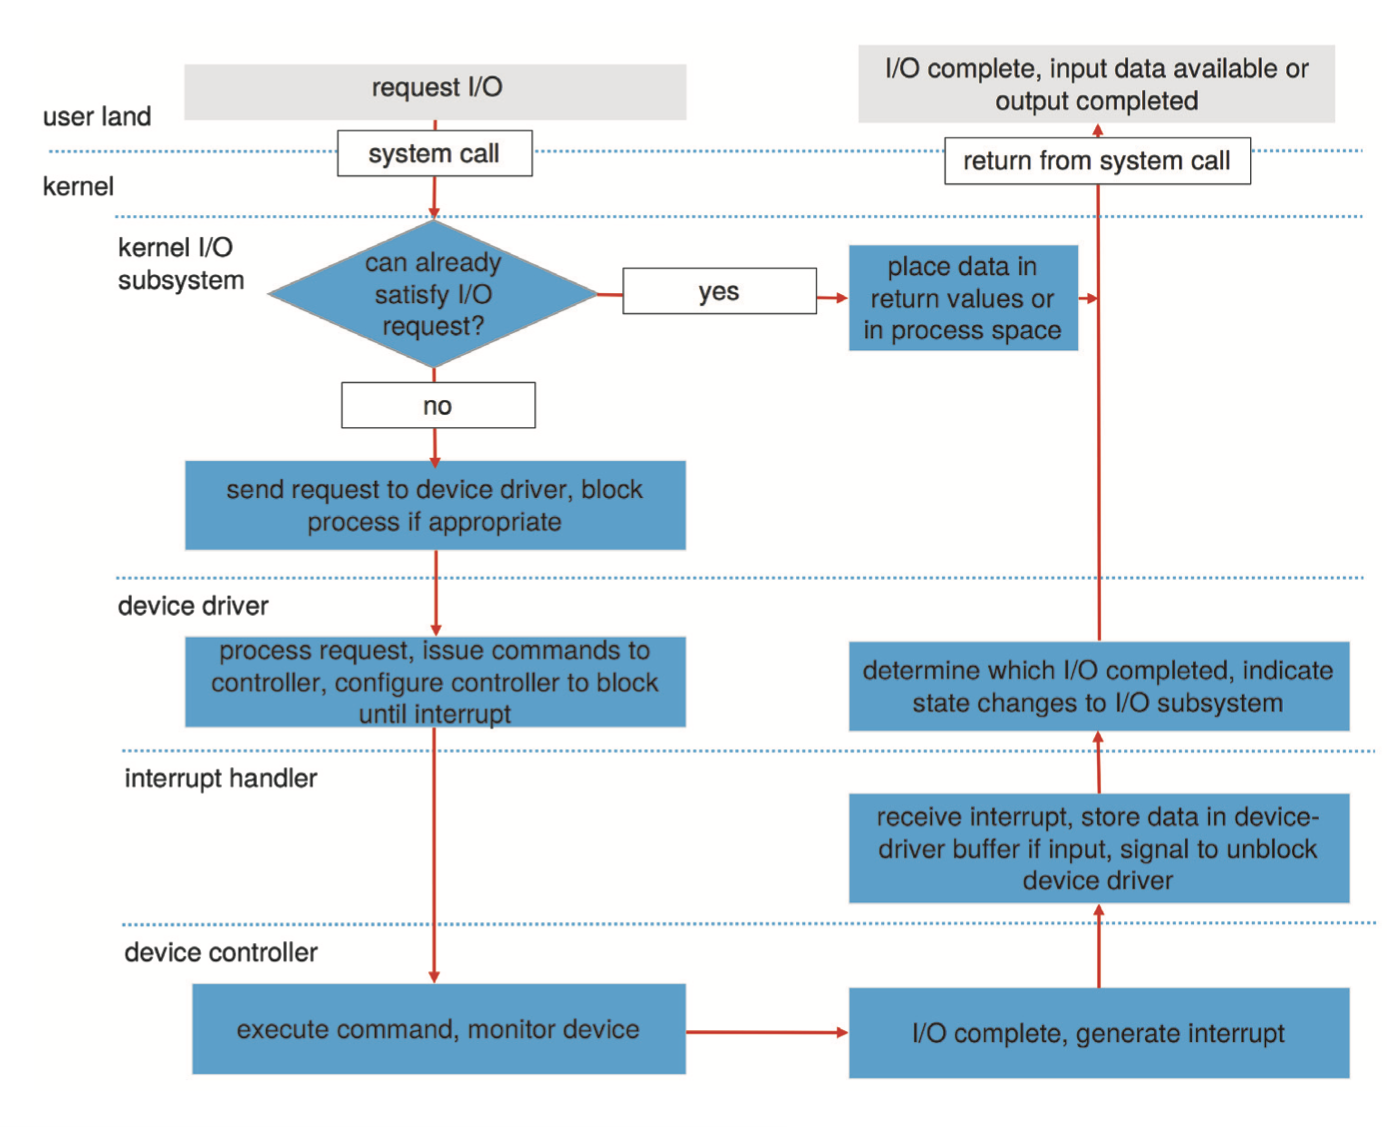 request I/O
I/O complete, input data available or
output completed
user land
system call
return from system call
kernel
kernel I/O
subsystem
can already
satisfy I/O
request?
yes
place data in
return values or
in process space
no
send request to device driver, block
process if appropriate
device driver
process request, issue commands to
controller, configure controller to block
until interrupt
determine which I/O completed, indicate
state changes to I/O subsystem
interrupt handler
receive interrupt, store data in device-
driver buffer if input, signal to unblock
device driver
device controller
execute command, monitor device
I/O complete, generate interrupt